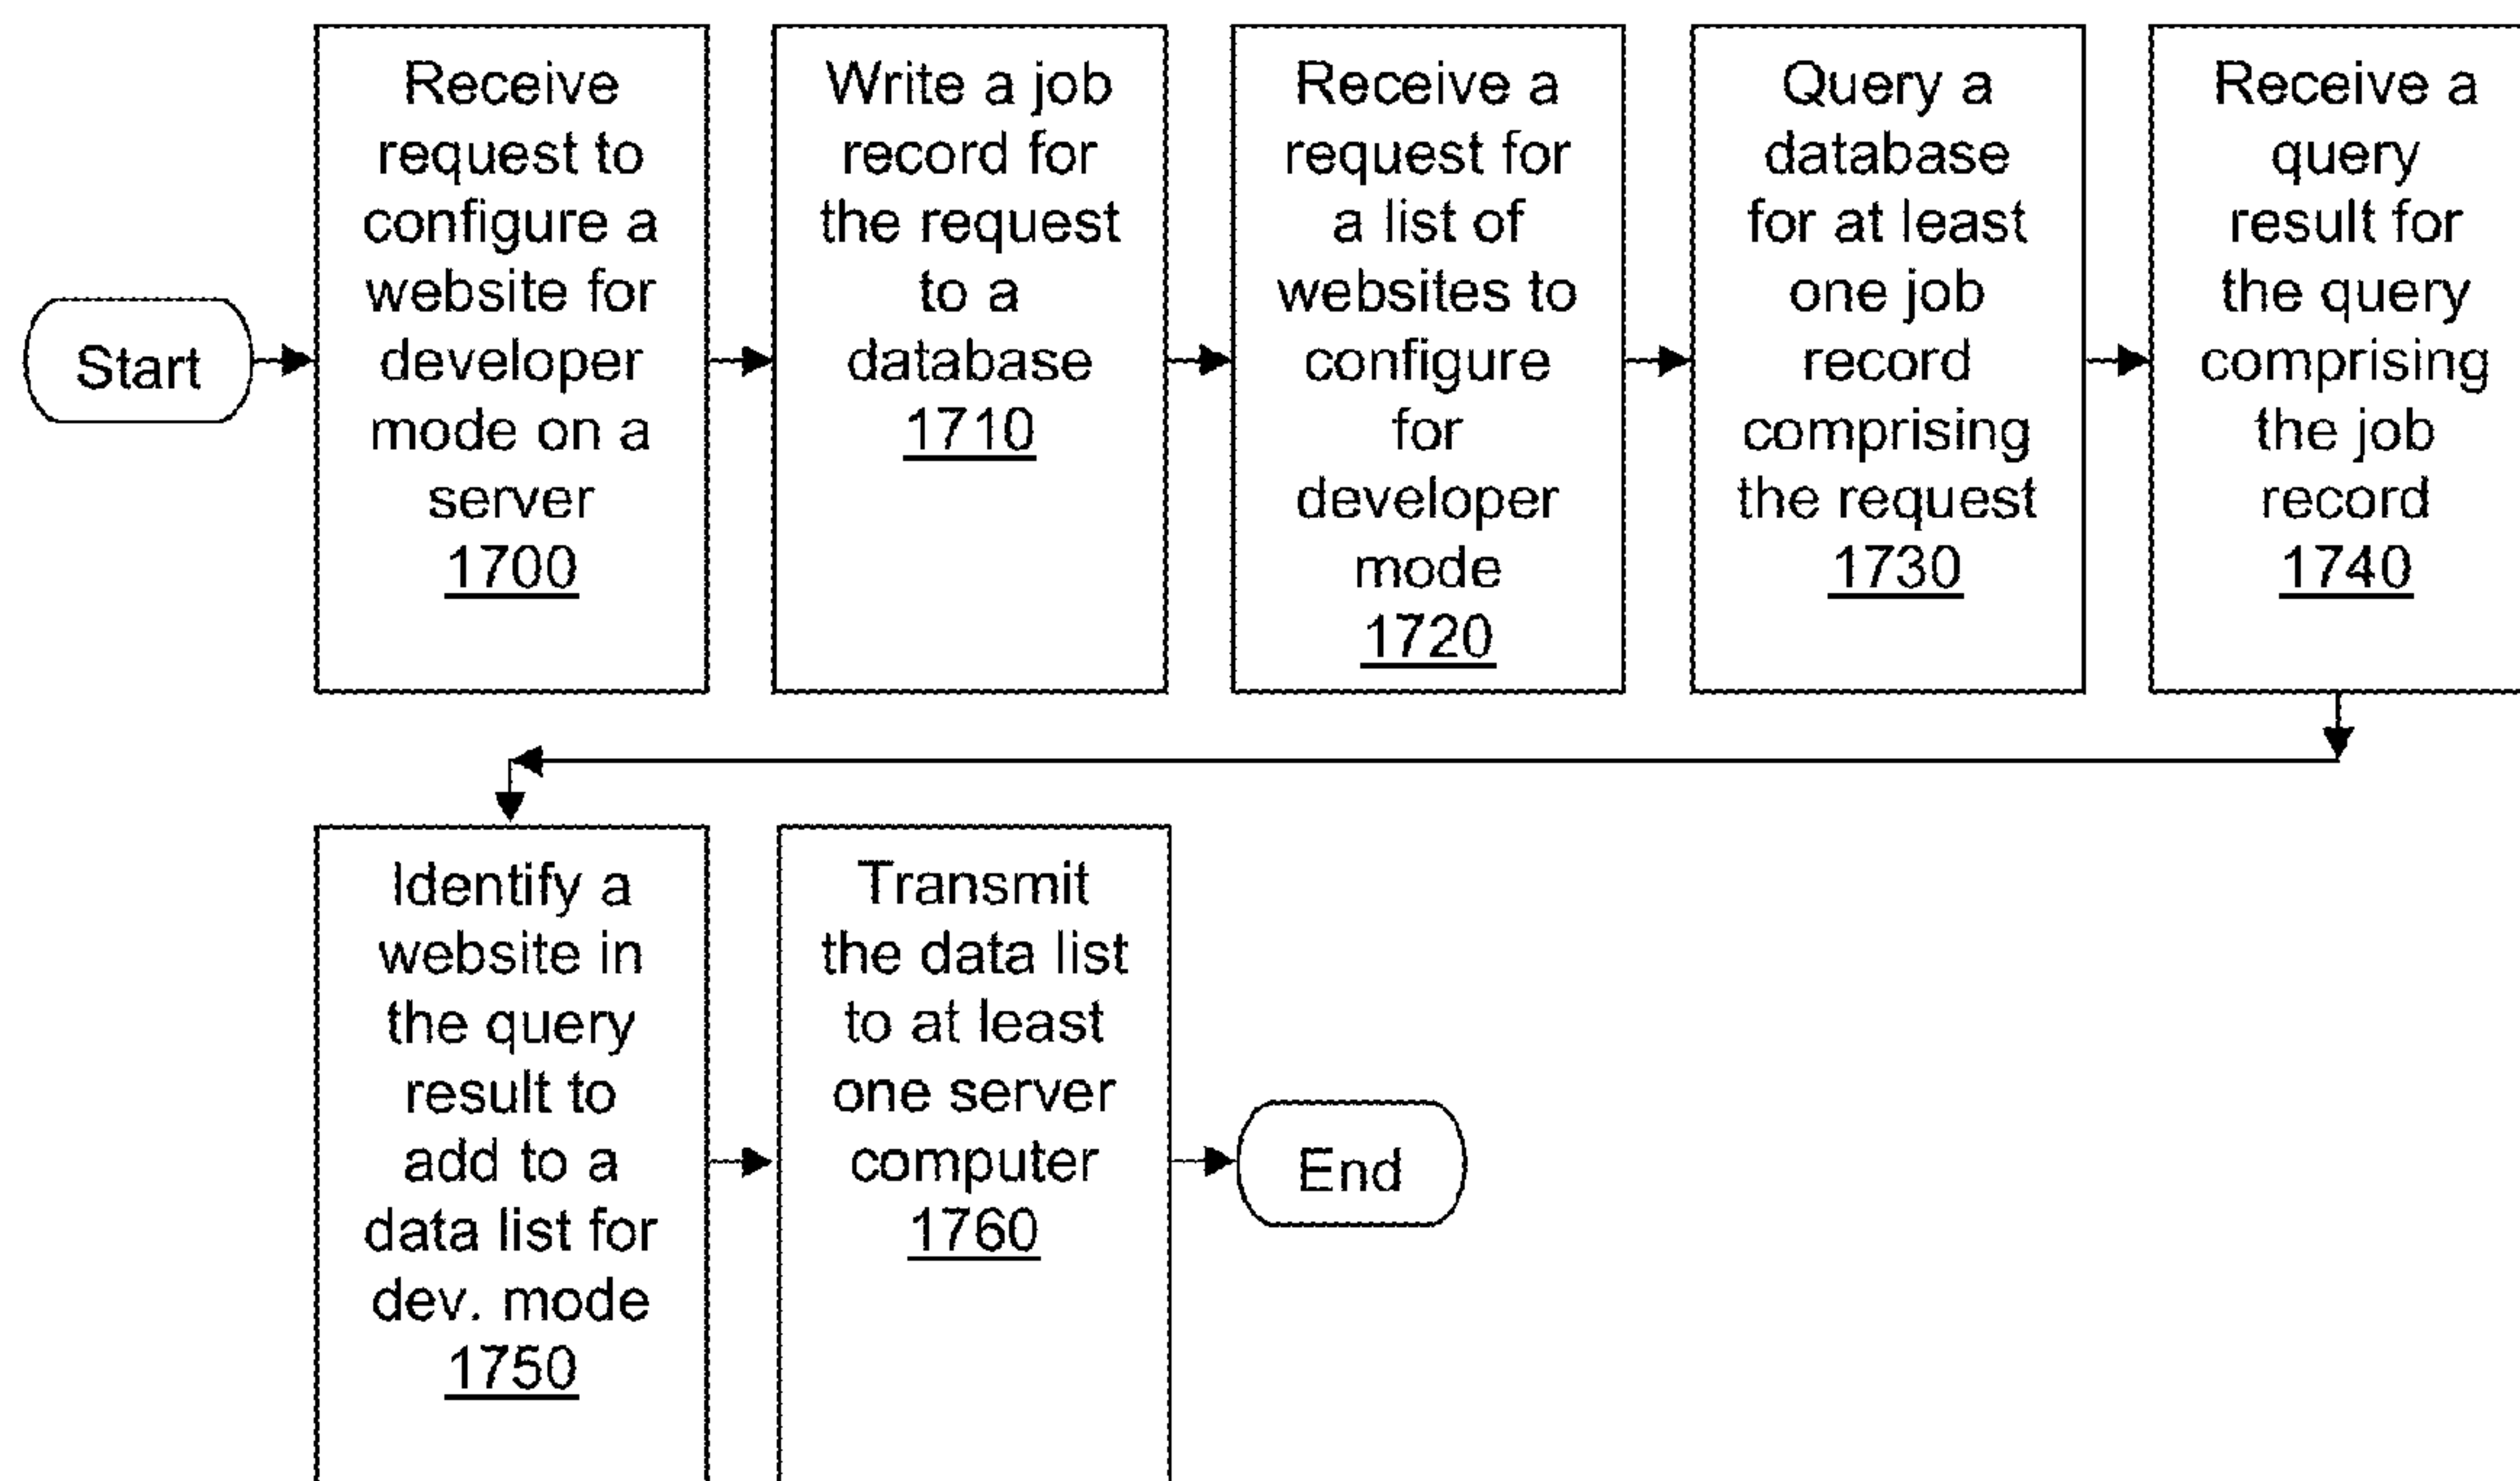 Start
Receive
request to
configure a
website for
developer
mode on a
server
1700
Write a job
record for
the request
to a
database
1710
Receive a
request for
a list of
websites to
configure
for
developer
mode
1720
Query a
database
for at least
one job
record
comprising
the request
1730
Receive a
query
result for
the query
comprising
the job
record
1740
Identify a
website in
the query
result to
add to a
data list for
dev. mode
1750
Transmit
the data list
to at least
one server
computer
1760
End